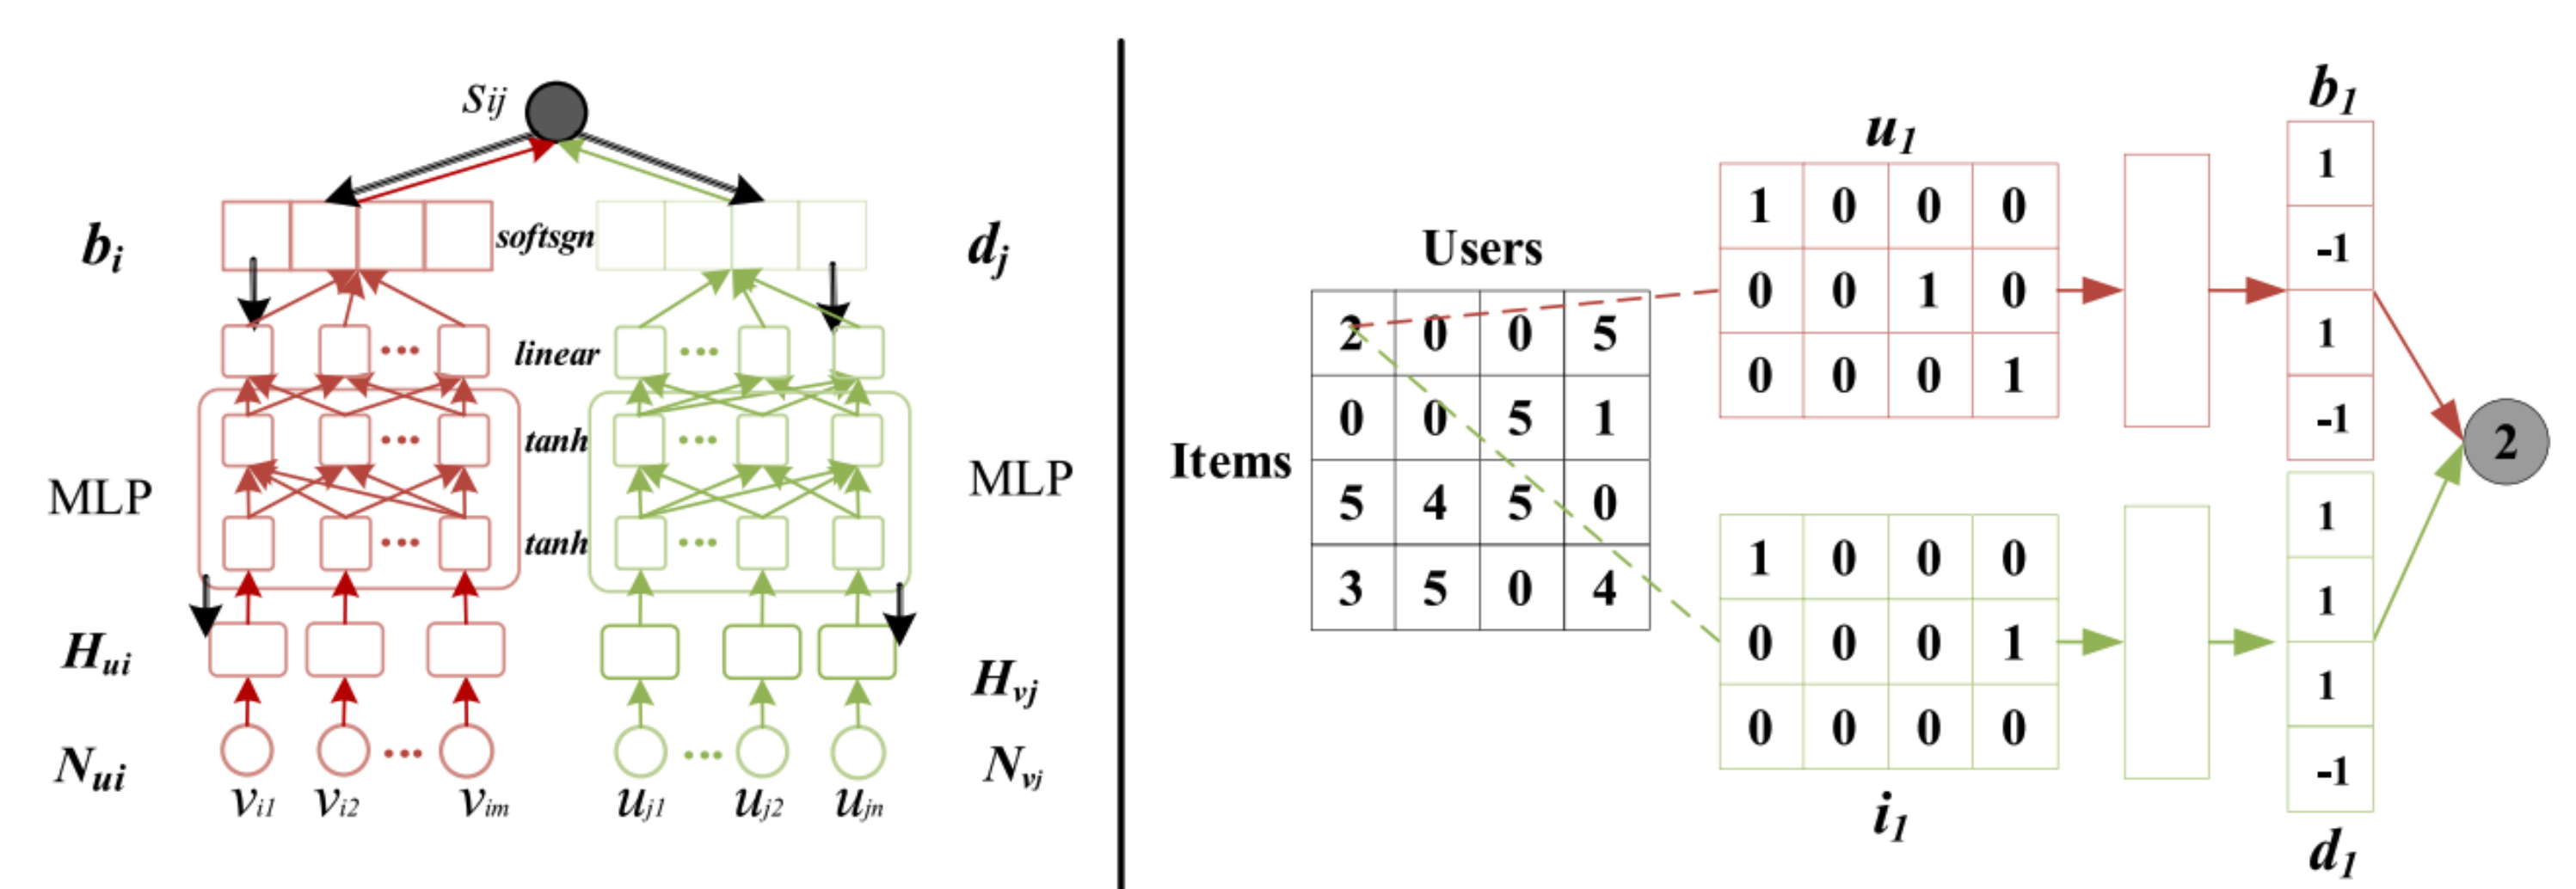 Sij
bi
softsgn
dj
linear
tanh
MLP
MLP
tanh
Hui
Hvj
Nui
Nvj
vi1 vi2 vim uj1 uj2 ujn
Users
Items
2 0 0 5
0 0 5 1
5 4 5 0
3 5 0 4
u1
1 0 0 0
0 0 1 0
0 0 0 1
1 0 0 0
0 0 0 1
0 0 0 0
i1
b1
1
-1
1
-1
1
1
1
-1
d1
2